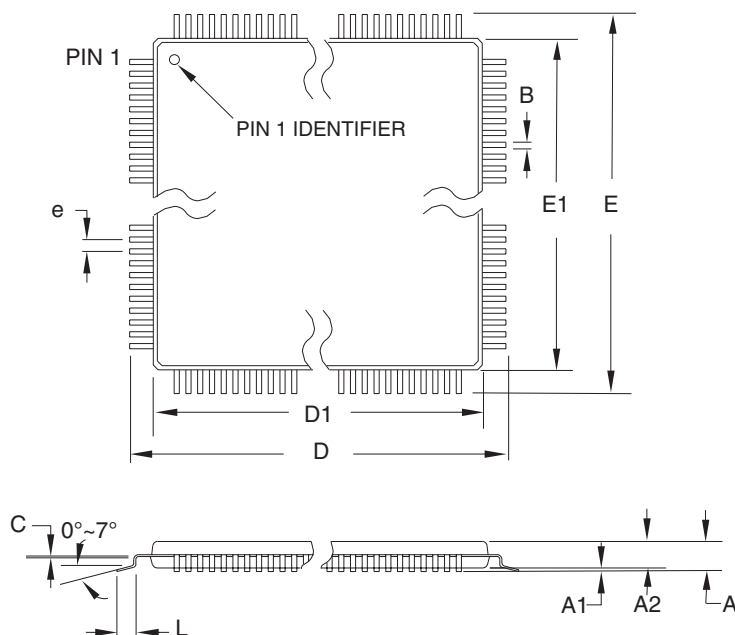 PIN 1
PIN 1 IDENTIFIER
B
e
E1
E
D1
D
C
0°~7°
L
A1
A2
A